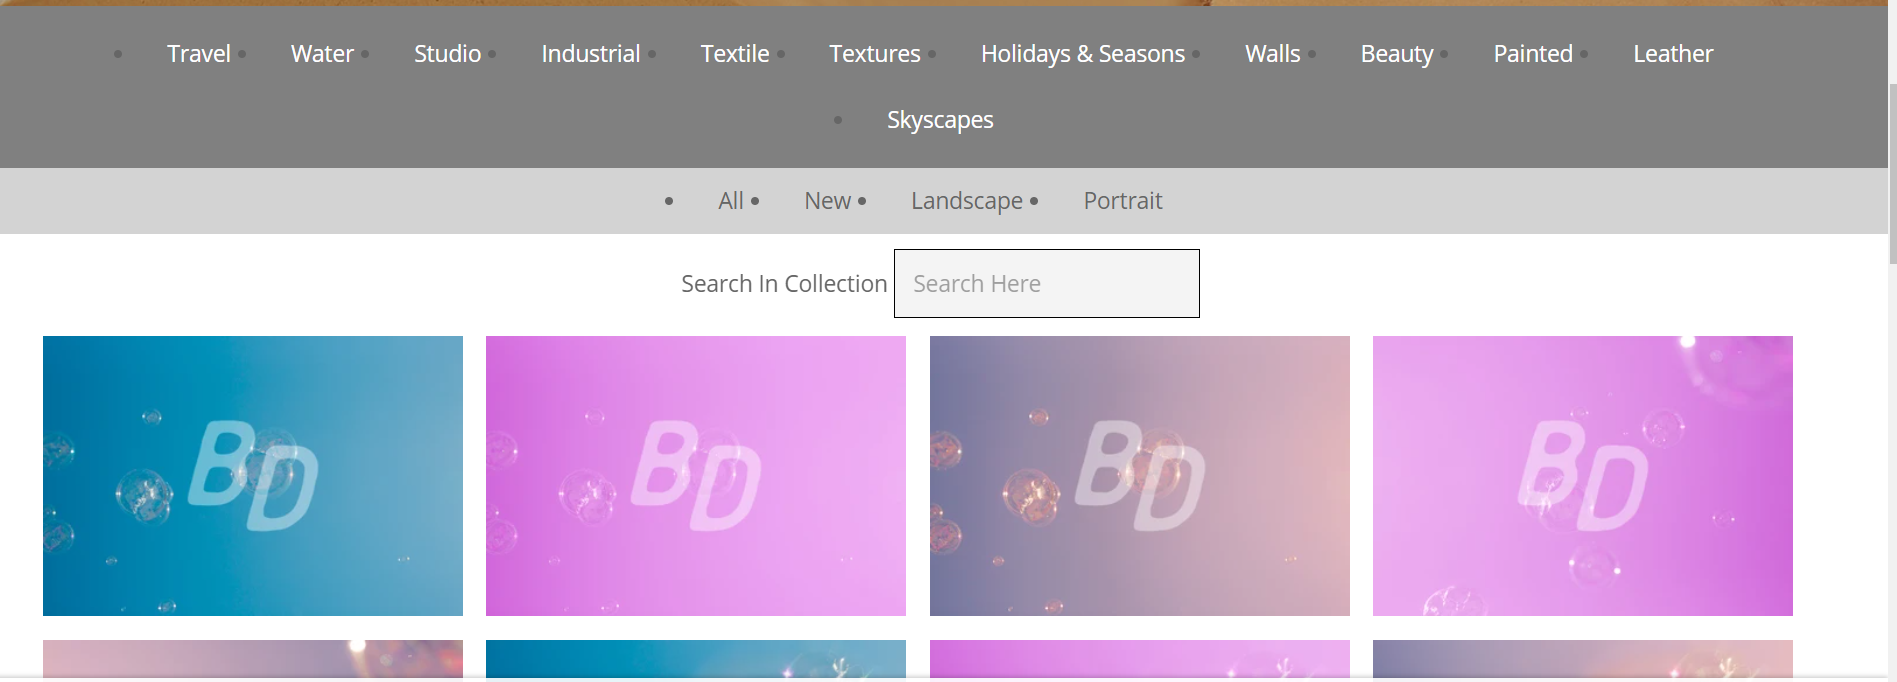 • Travel • Water • Studio • Industrial • Textile • Textures • Holidays & Seasons • Walls • Beauty • Painted • Leather
• Skyscapes
• All • New • Landscape • Portrait
Search In Collection Search Here
BD BD BD BD